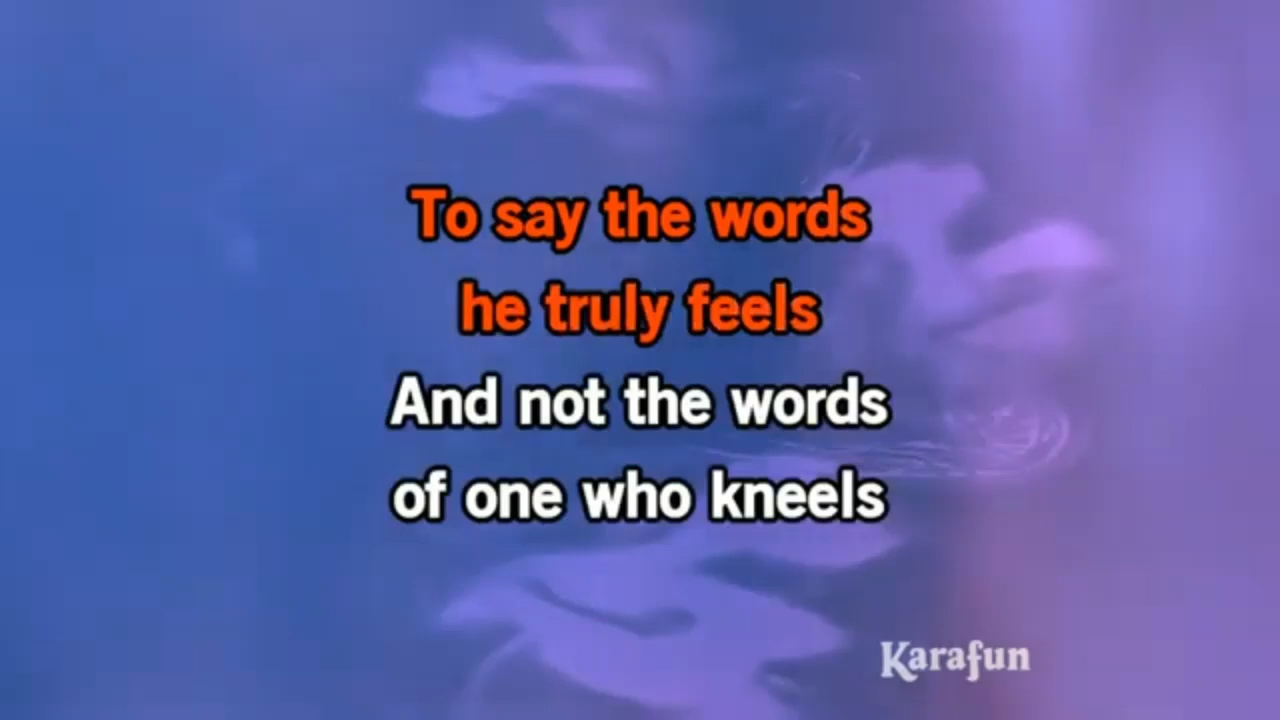 To say the words
he truly feels
And not the words
of one who kneels
Karafun